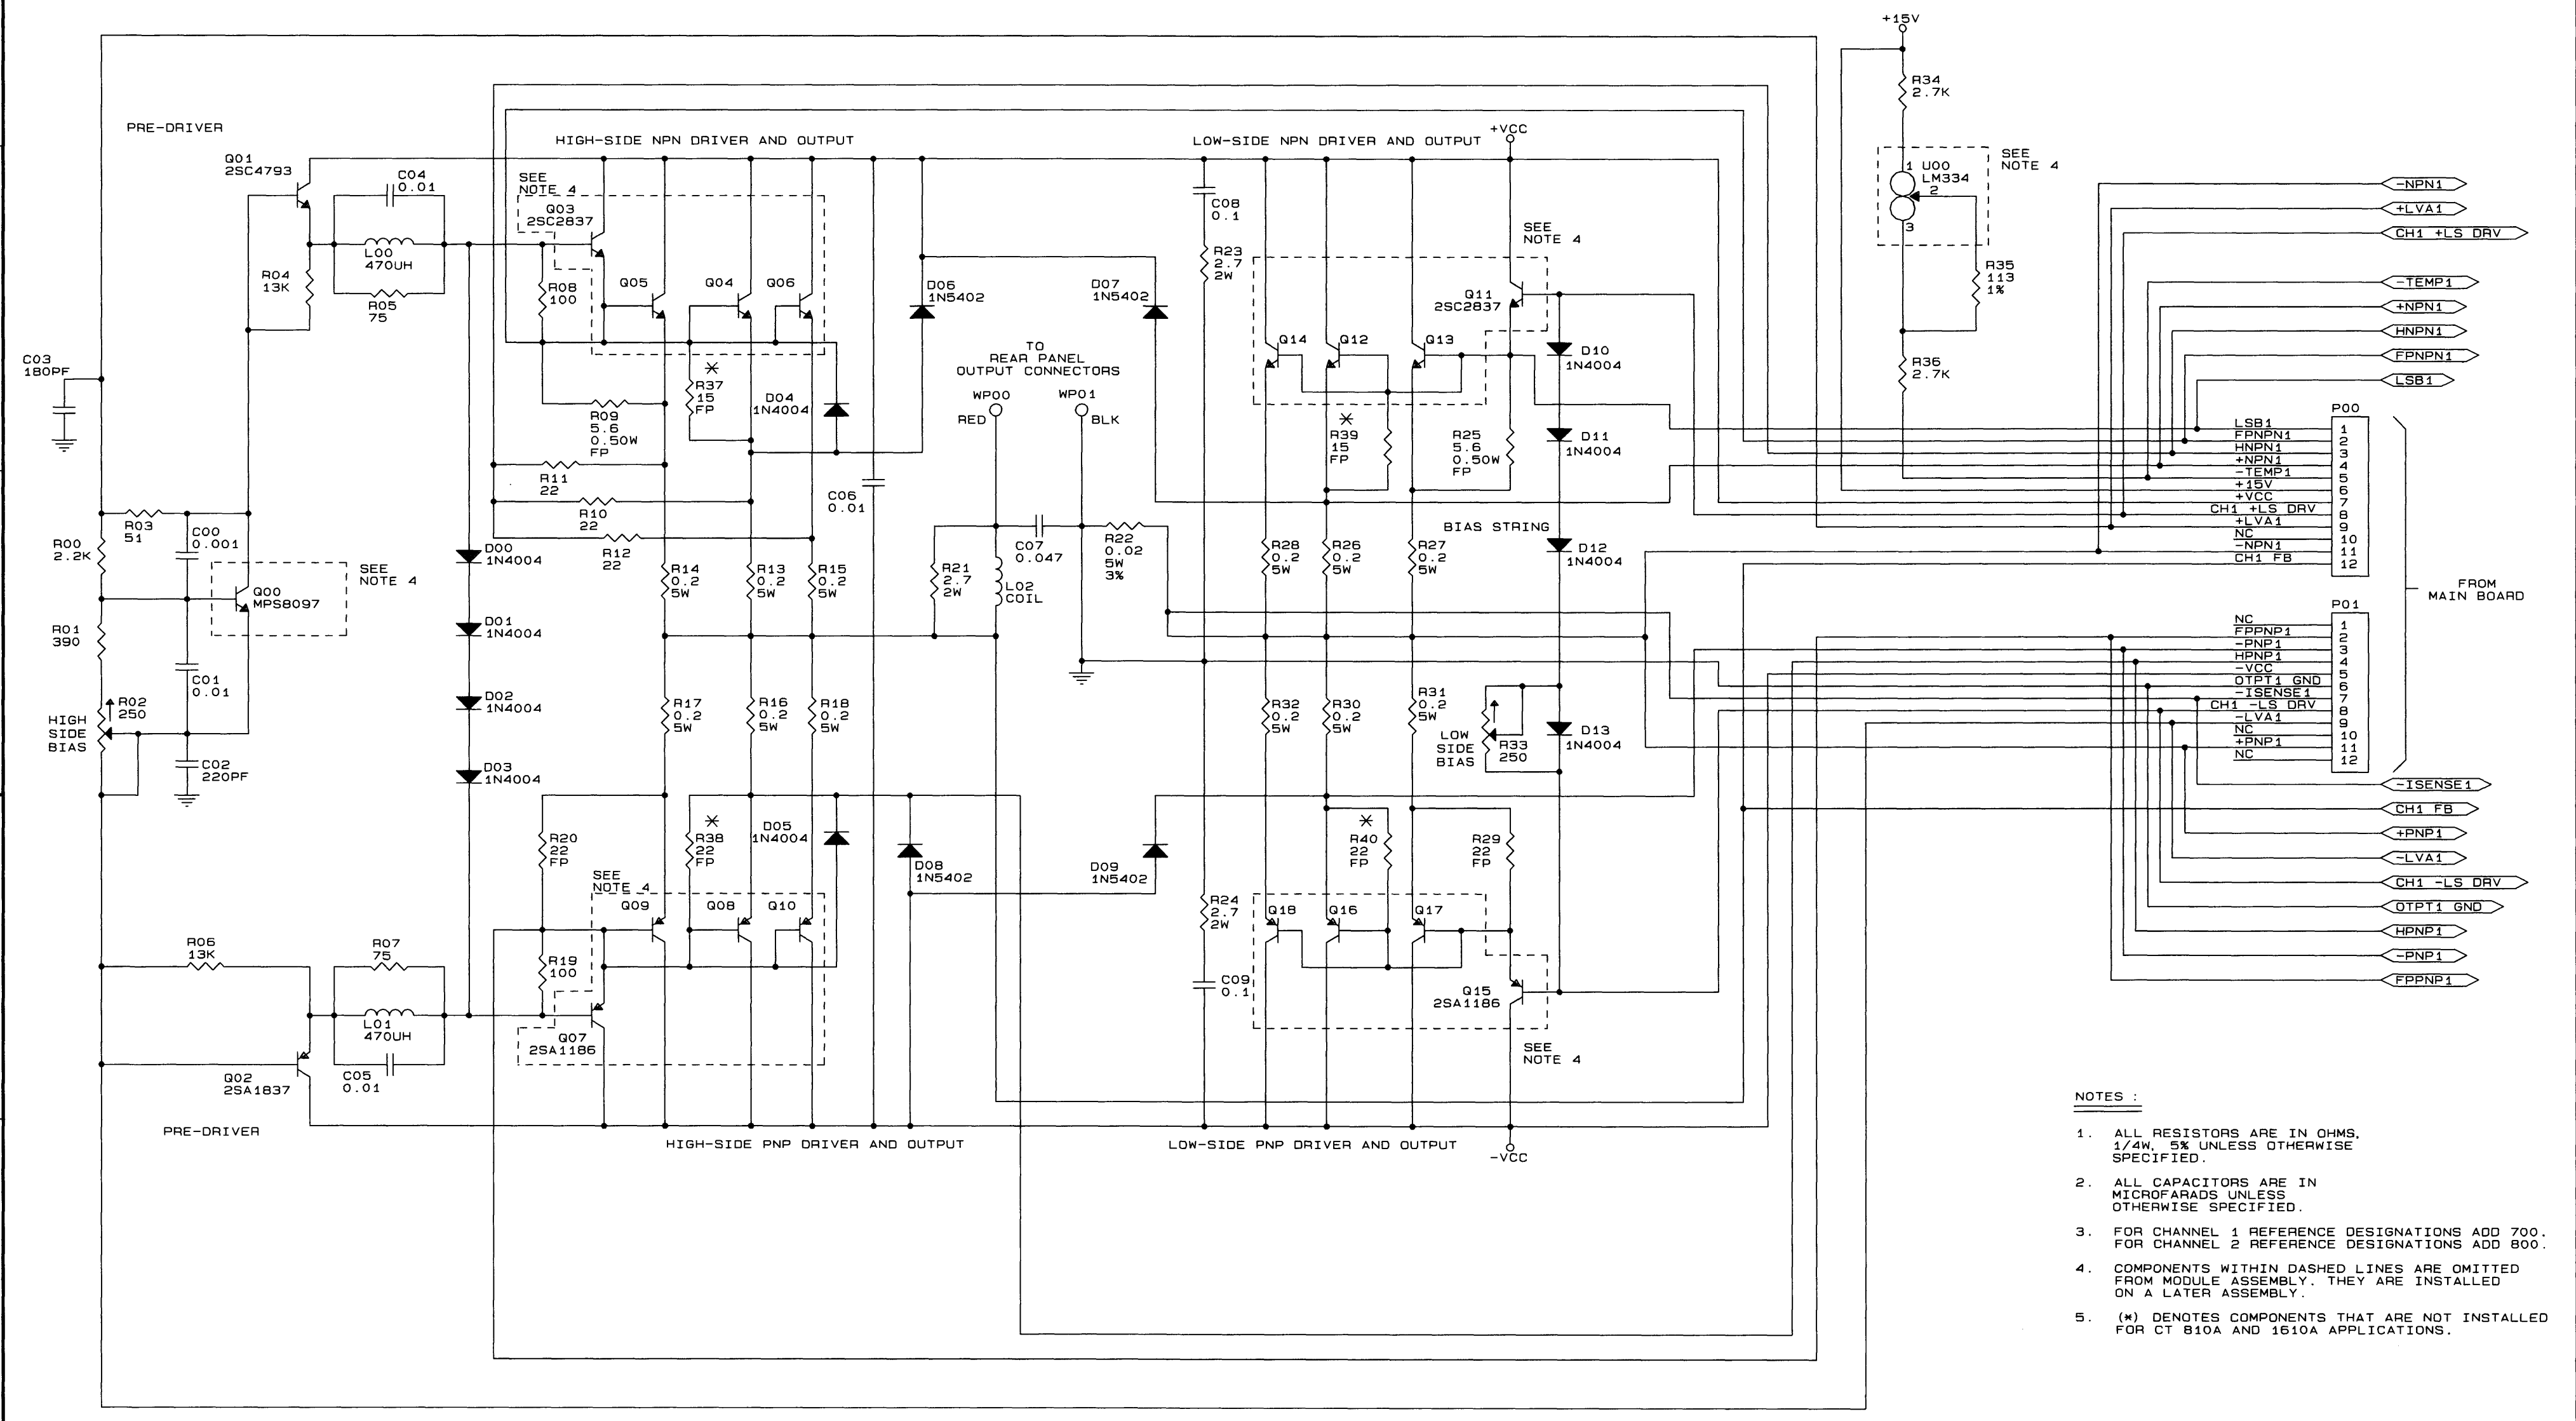 +15V
R34
2.7K
PRE-DRIVER
HIGH-SIDE NPN DRIVER AND OUTPUT
LOW-SIDE NPN DRIVER AND OUTPUT
+VCC
Q01
2SC4793
C04
0.01
L00
470UH
R05
75
R04
13K
SEE
NOTE 4
Q03
2SC2837
R08
100
Q05
Q04
Q06
R37
15
FP
*
D04
1N4004
R09
5.6
0.50W
FP
R11
22
R10
22
R12
22
D06
1N5402
D07
1N5402
C08
0.1
R23
2.7
2W
SEE
NOTE 4
Q11
2SC2837
Q14
Q12
Q13
D10
1N4004
*
R39
15
FP
R25
5.6
0.50W
FP
D11
1N4004
TO
REAR PANEL
OUTPUT CONNECTORS
WP00
RED
WP01
BLK
1
U00
LM334
2
3
SEE
NOTE 4
R35
113
1%
R36
2.7K
-NPN1
+LVA1
CH1 +LS DRV
-TEMP1
+NPN1
HNPN1
FPNPN1
LSB1
P00
LSB1 1
FPNPN1 2
HNPN1 3
+NPN1 4
-TEMP1 5
+15V 6
+VCC 7
CH1 +LS DRV 8
+LVA1 9
NC 10
-NPN1 11
CH1 FB 12
FROM
MAIN BOARD
P01
NC 1
FPPNP1 2
-PNP1 3
HPNP1 4
-VCC 5
OTPT1 GND 6
-ISENSE1 7
CH1 -LS DRV 8
-LVA1 9
NC 10
+PNP1 11
NC 12
-ISENSE1
CH1 FB
+PNP1
-LVA1
CH1 -LS DRV
OTPT1 GND
HPNP1
-PNP1
FPPNP1
C03
180PF
R03
51
C00
0.001
R00
2.2K
R01
390
Q00
MPS8097
SEE
NOTE 4
C01
0.01
R02
250
HIGH
SIDE
BIAS
C02
220PF
D00
1N4004
D01
1N4004
D02
1N4004
D03
1N4004
R14
0.2
5W
R13
0.2
5W
R15
0.2
5W
C06
0.01
R21
2.7
2W
L02
COIL
C07
0.047
R22
0.02
5W
3%
R28
0.2
5W
R26
0.2
5W
R27
0.2
5W
BIAS STRING
D12
1N4004
R17
0.2
5W
R16
0.2
5W
R18
0.2
5W
R32
0.2
5W
R30
0.2
5W
R31
0.2
5W
LOW
SIDE
BIAS
R33
250
D13
1N4004
R20
22
FP
*
R38
22
FP
D05
1N4004
D08
1N5402
D09
1N5402
*
R40
22
FP
R29
22
FP
SEE
NOTE 4
Q09
Q08
Q10
R24
2.7
2W
Q18
Q16
Q17
R06
13K
R07
75
R19
100
L01
470UH
C05
0.01
Q07
2SA1186
C09
0.1
Q15
2SA1186
SEE
NOTE 4
Q02
2SA1837
PRE-DRIVER
HIGH-SIDE PNP DRIVER AND OUTPUT
LOW-SIDE PNP DRIVER AND OUTPUT
-VCC
NOTES :
1. ALL RESISTORS ARE IN OHMS,
1/4W, 5% UNLESS OTHERWISE
SPECIFIED.
2. ALL CAPACITORS ARE IN
MICROFARADS UNLESS
OTHERWISE SPECIFIED.
3. FOR CHANNEL 1 REFERENCE DESIGNATIONS ADD 700.
FOR CHANNEL 2 REFERENCE DESIGNATIONS ADD 800.
4. COMPONENTS WITHIN DASHED LINES ARE OMITTED
FROM MODULE ASSEMBLY. THEY ARE INSTALLED
ON A LATER ASSEMBLY.
5. (*) DENOTES COMPONENTS THAT ARE NOT INSTALLED
FOR CT 810A AND 1610A APPLICATIONS.